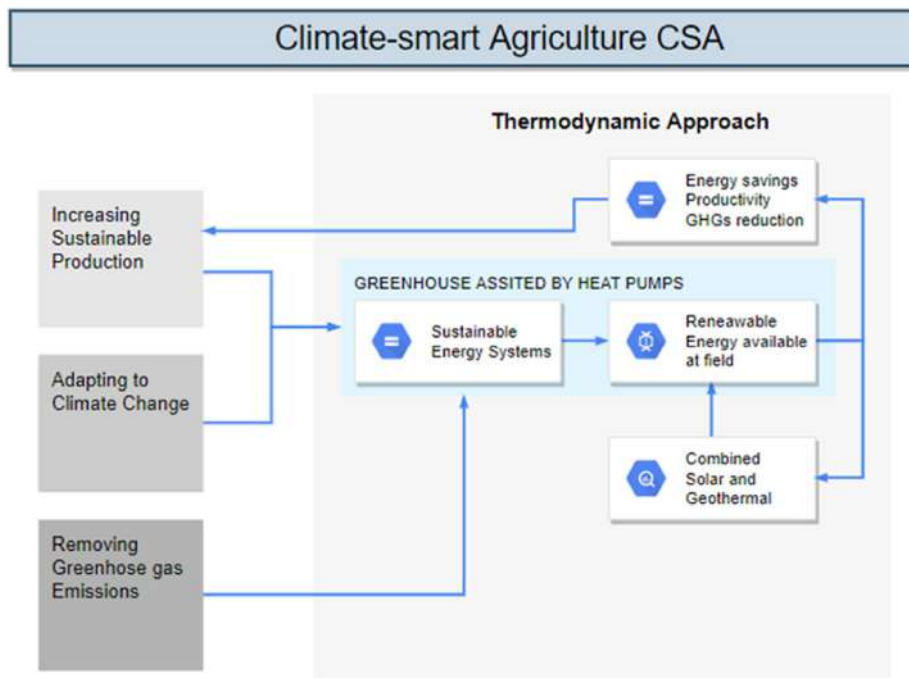 Climate-smart Agriculture CSA
Thermodynamic Approach
Energy savings
Productivity
GHGs reduction
Increasing
Sustainable
Production
GREENHOUSE ASSITED BY HEAT PUMPS
Sustainable
Energy Systems
Reneawable
Energy available
at field
Adapting to
Climate Change
Combined
Solar and
Geothermal
Removing
Greenhose gas
Emissions